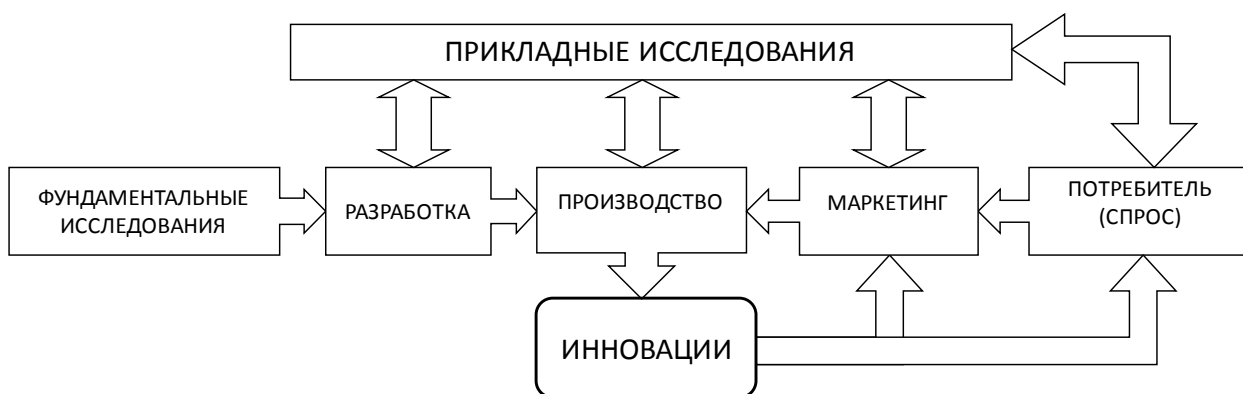 ПРИКЛАДНЫЕ ИССЛЕДОВАНИЯ
ФУНДАМЕНТАЛЬНЫЕ
ИССЛЕДОВАНИЯ
РАЗРАБОТКА
ПРОИЗВОДСТВО
МАРКЕТИНГ
ПОТРЕБИТЕЛЬ
(СПРОС)
ИННОВАЦИИ